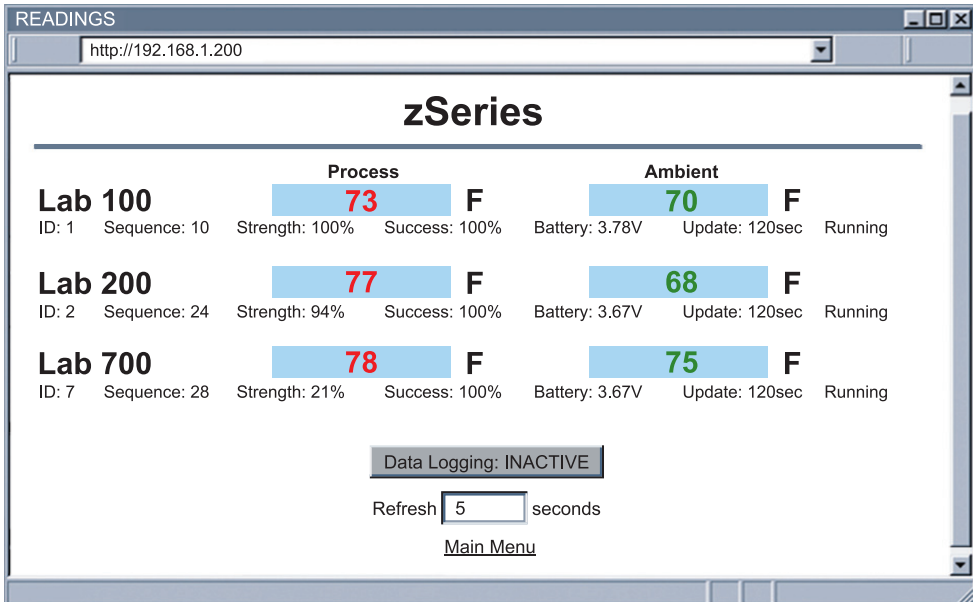 READINGS
http://192.168.1.200
zSeries
Process Ambient
Lab 100 73 F 70 F
ID: 1 Sequence: 10 Strength: 100% Success: 100% Battery: 3.78V Update: 120sec Running
Lab 200 77 F 68 F
ID: 2 Sequence: 24 Strength: 94% Success: 100% Battery: 3.67V Update: 120sec Running
Lab 700 78 F 75 F
ID: 7 Sequence: 28 Strength: 21% Success: 100% Battery: 3.67V Update: 120sec Running
Data Logging: INACTIVE
Refresh 5 seconds
Main Menu